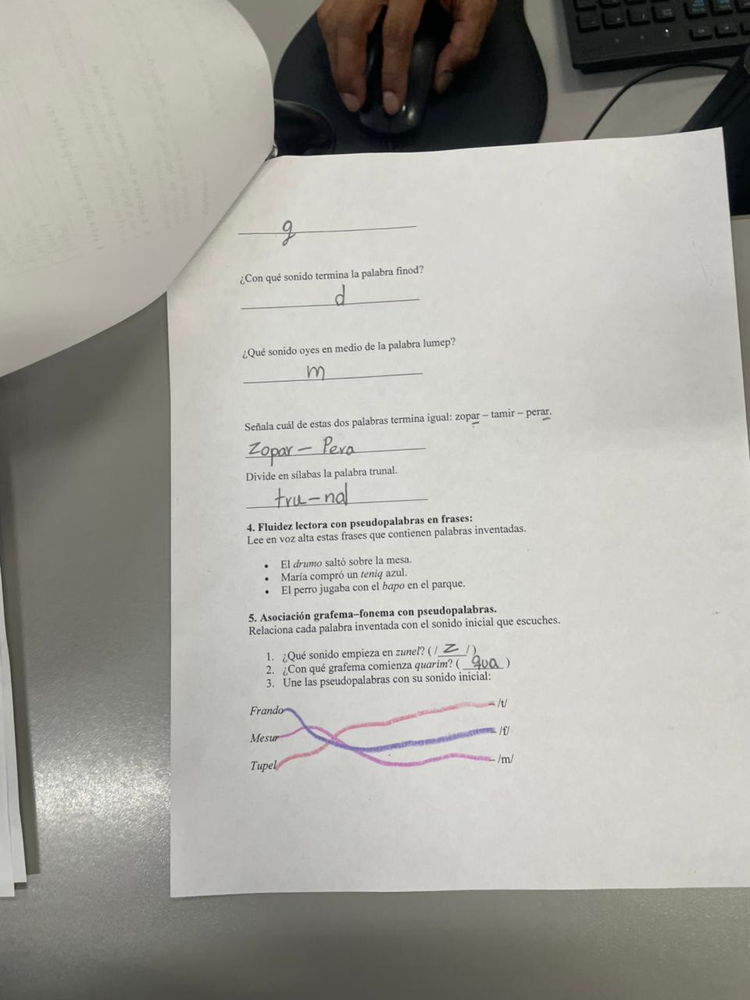 g
¿Con qué sonido termina la palabra finod?
d
¿Qué sonido oyes en medio de la palabra lumep?
m
Señala cuál de estas dos palabras termina igual: zopar – tamir – perar.
Zopar – Pera
Divide en sílabas la palabra trunal.
tru–nal
4. Fluidez lectora con pseudopalabras en frases:
Lee en voz alta estas frases que contienen palabras inventadas.
• El drumo saltó sobre la mesa.
• María compró un teniq azul.
• El perro jugaba con el bapo en el parque.
5. Asociación grafema–fonema con pseudopalabras.
Relaciona cada palabra inventada con el sonido inicial que escuches.
1. ¿Qué sonido empieza en zunel? ( / z / )
2. ¿Con qué grafema comienza quarim? ( qua )
3. Une las pseudopalabras con su sonido inicial:
Frando – /t/
Mesur – /f/
Tupel – /m/